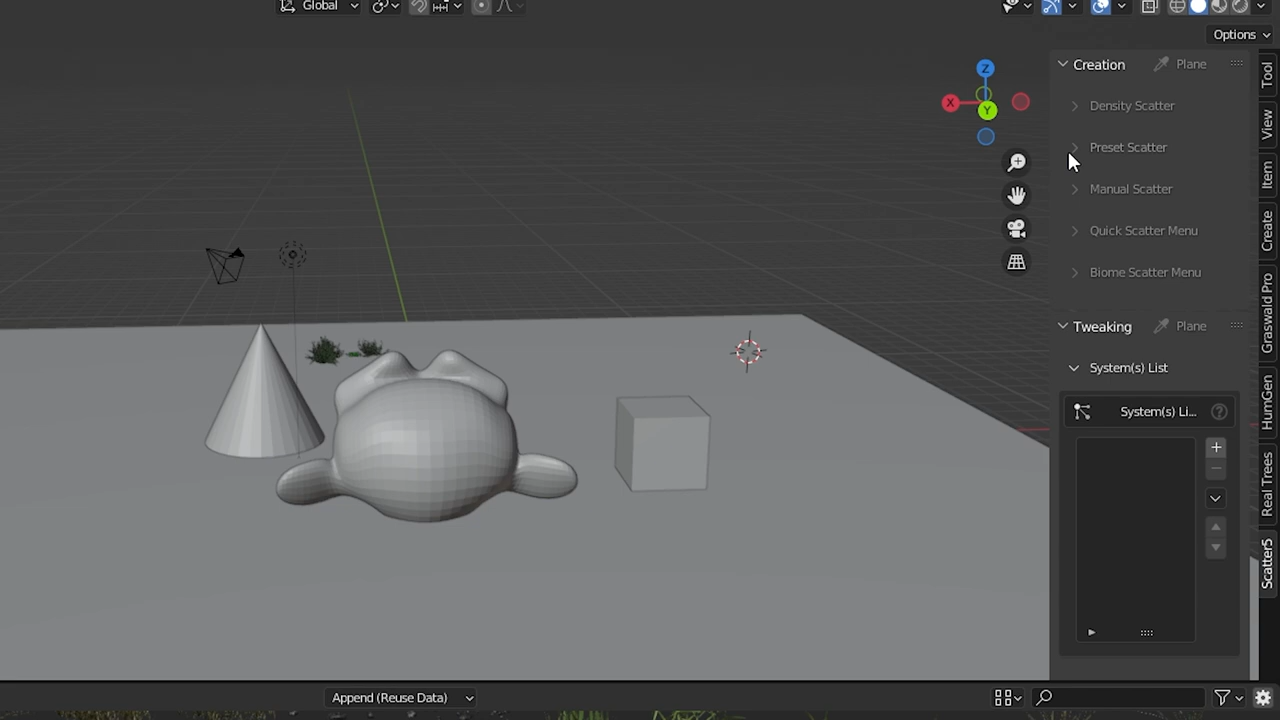 Global
Options
Creation
Plane
Density Scatter
Preset Scatter
Manual Scatter
Quick Scatter Menu
Biome Scatter Menu
Tweaking
Plane
System(s) List
System(s) Li...
?
Z
X
Y
Tool
View
Item
Create
Graswald Pro
HumGen
Real Trees
Scatter5
Append (Reuse Data)